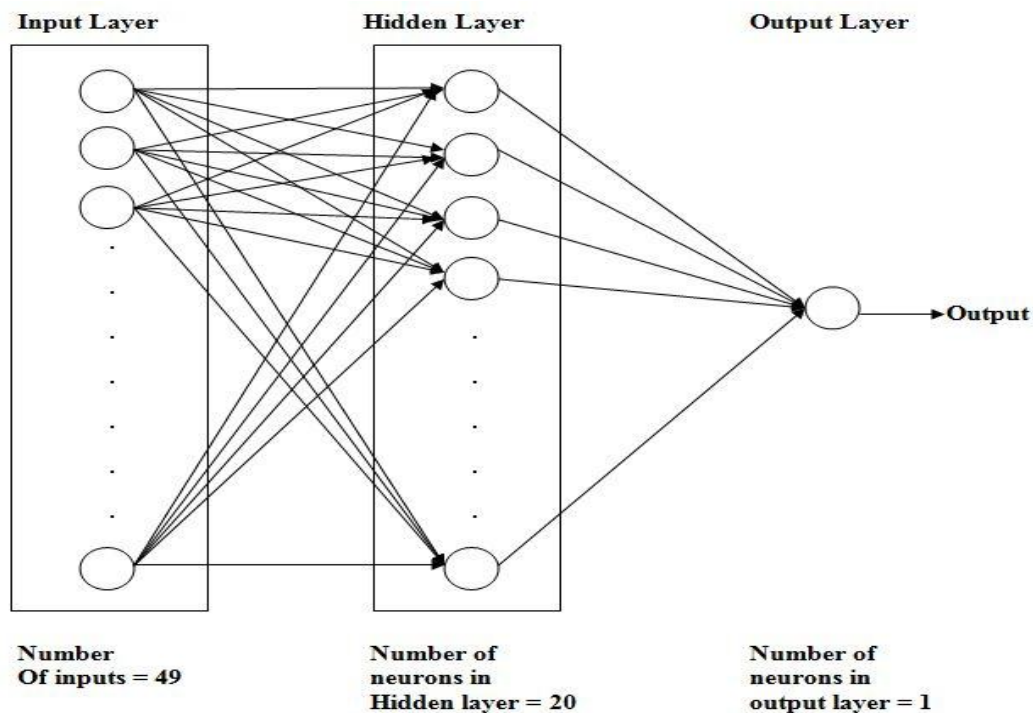 Input Layer
Hidden Layer
Output Layer
Output
Number
Of inputs = 49
Number of
neurons in
Hidden layer = 20
Number of
neurons in
output layer = 1